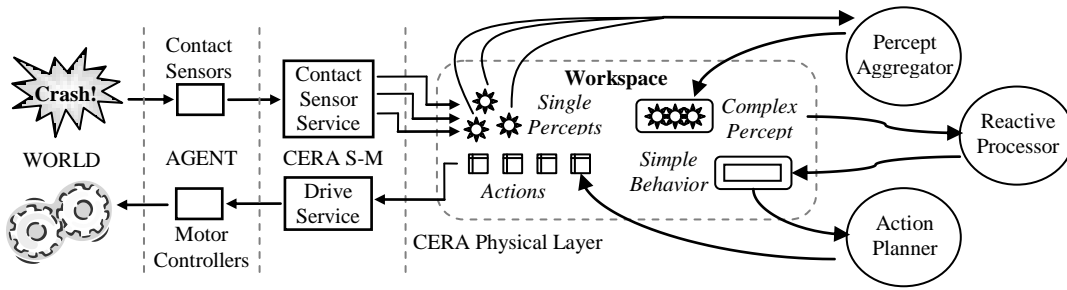 Contact
Sensors
Crash!
WORLD
AGENT
Motor
Controllers
Contact
Sensor
Service
CERA S-M
Drive
Service
Workspace
Single
Percepts
Complex
Percept
Simple
Behavior
Actions
CERA Physical Layer
Percept
Aggregator
Reactive
Processor
Action
Planner